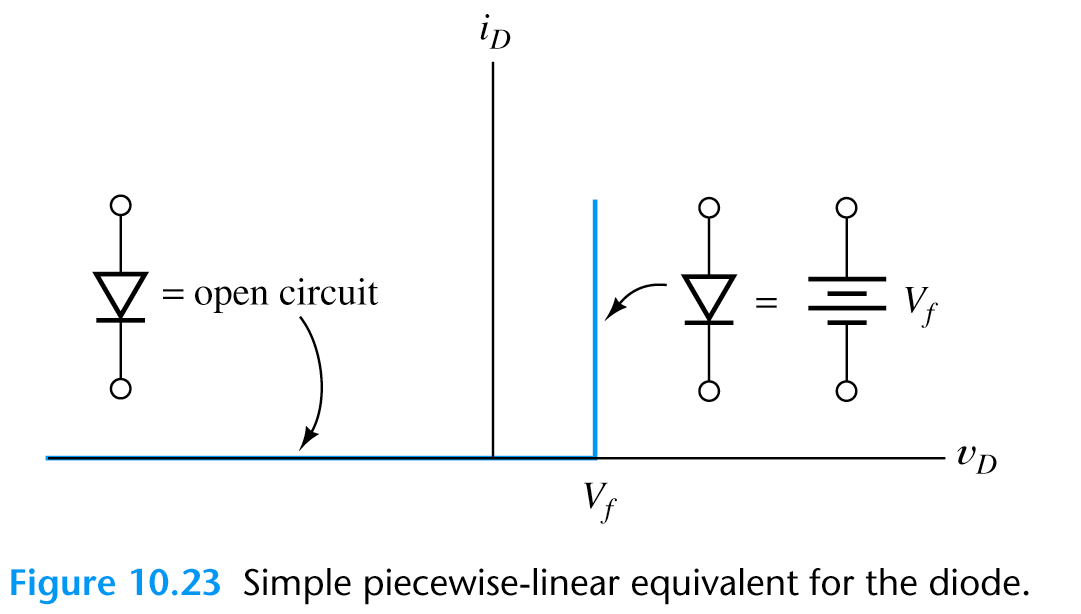 i_D
= open circuit
=
V_f
v_D
V_f
Figure 10.23 Simple piecewise-linear equivalent for the diode.